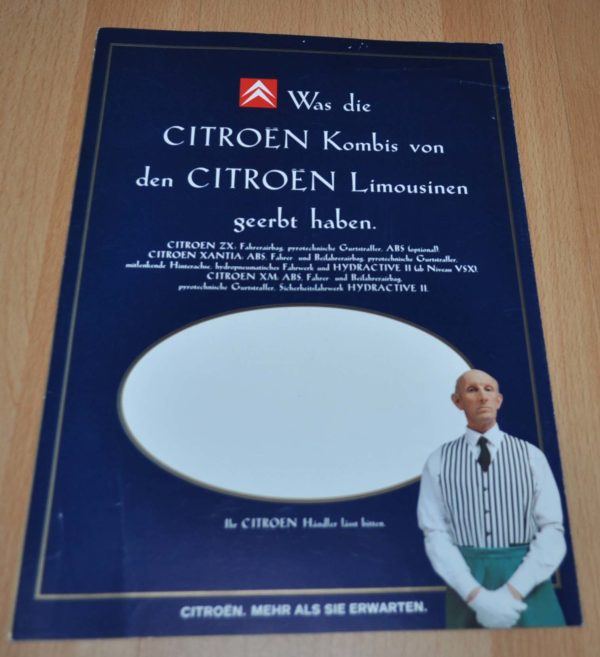 Was die
CITROËN Kombis von
den CITROËN Limousinen
geerbt haben.
CITROEN ZX: Fahrerairbag, pyrotechnische Gurtstraffer, ABS (optional).
CITROEN XANTIA: ABS, Fahrer- und Beifahrerairbag, pyrotechnische Gurtstraffer,
mitlenkende Hinterachse, hydropneumatisches Fahrwerk und HYDRACTIVE II (ab Niveau VSX).
CITROEN XM: ABS, Fahrer- und Beifahrerairbag,
pyrotechnische Gurtstraffer, Sicherheitsfahrwerk HYDRACTIVE II.
Ihr CITROEN Händler lässt bitten.
CITROËN. MEHR ALS SIE ERWARTEN.